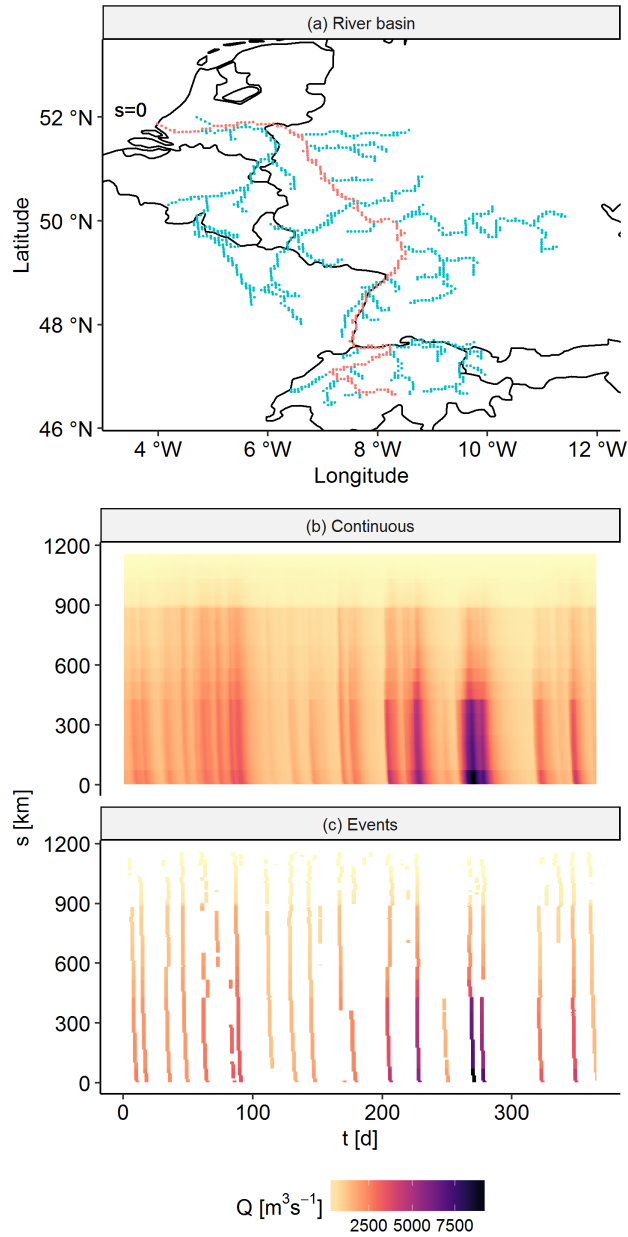 (a) River basin
s=0
52 °N
50 °N
48 °N
46 °N
Latitude
4 °W 6 °W 8 °W 10 °W 12 °W
Longitude
(b) Continuous
1200
900
600
300
0
s [km]
(c) Events
1200
900
600
300
0
0 100 200 300
t [d]
Q [m³s⁻¹]
2500 5000 7500